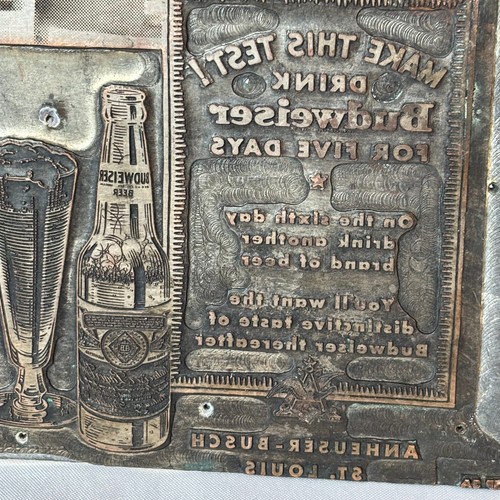 MAKE THIS TEST!
DRINK
Budweiser
FOR FIVE DAYS
On the sixth day
drink another
brand of beer
You'll want the
distinctive taste of
Budweiser thereafter
BUDWEISER
BEER
ANHEUSER-BUSCH
ST. LOUIS